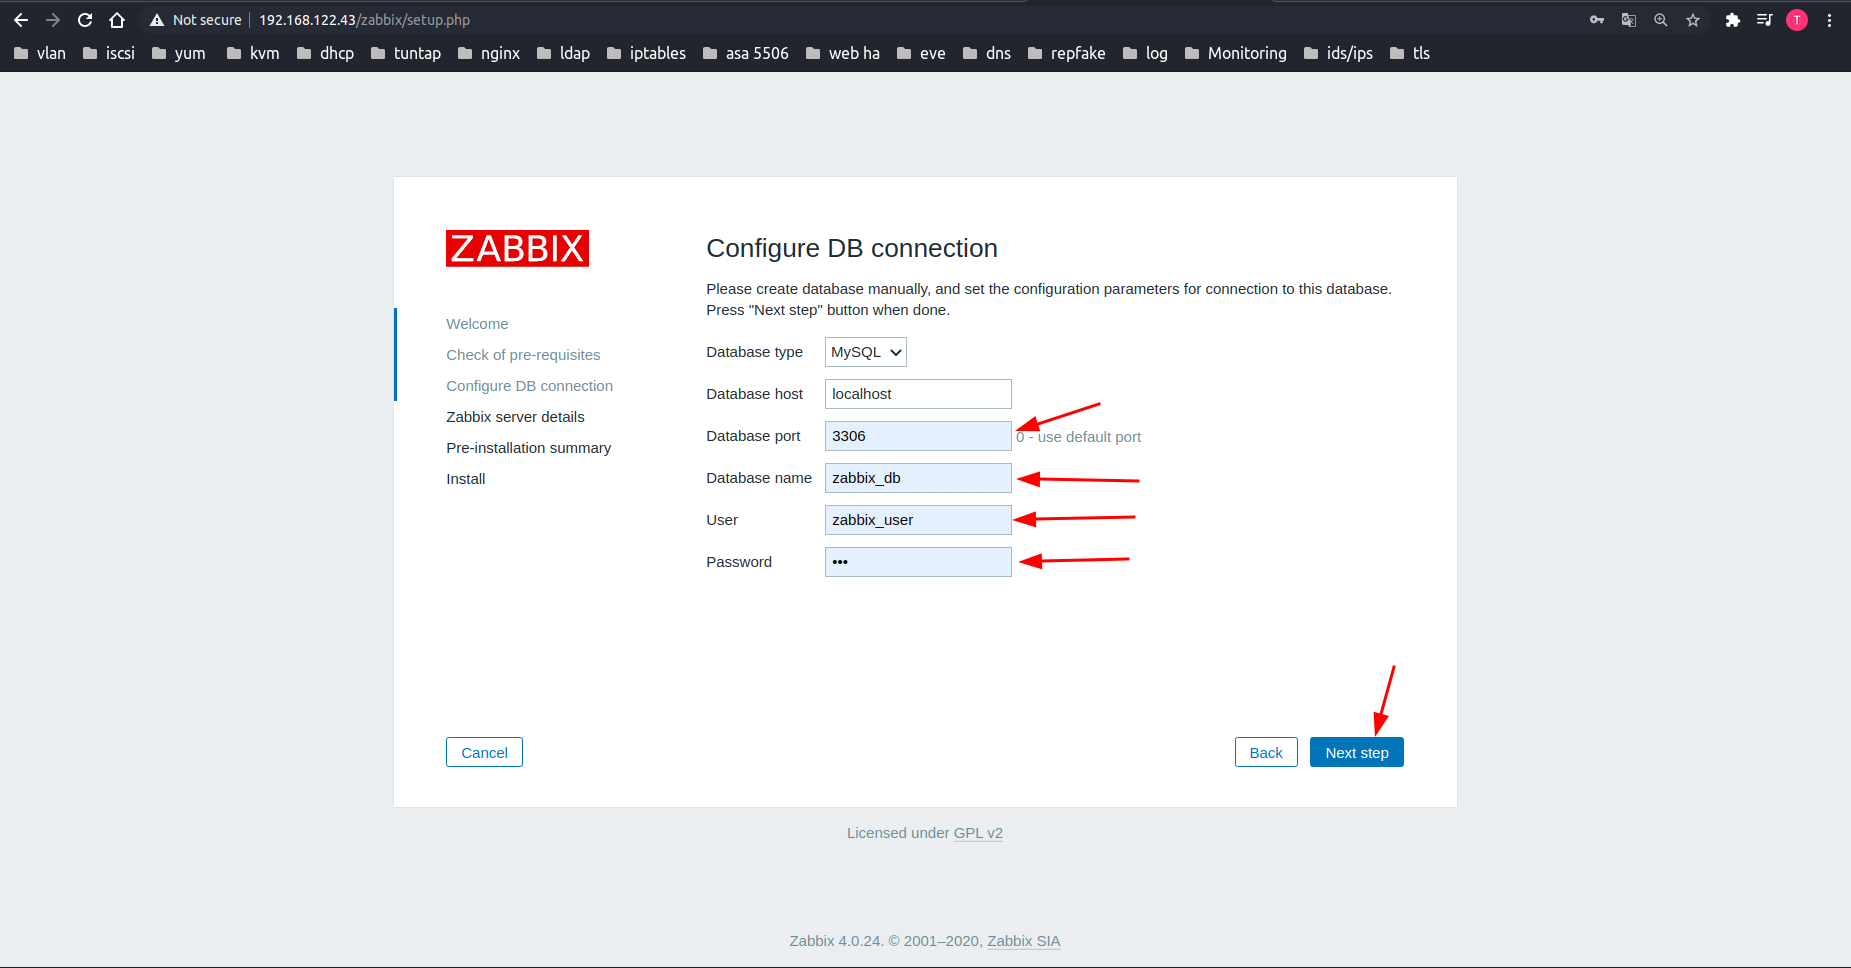 Not secure | 192.168.122.43/zabbix/setup.php T
vlan iscsi yum kvm dhcp tuntap nginx ldap iptables asa 5506 web ha eve dns repfake log Monitoring ids/ips tls
ZABBIX
Welcome
Check of pre-requisites
Configure DB connection
Zabbix server details
Pre-installation summary
Install
Configure DB connection
Please create database manually, and set the configuration parameters for connection to this database.
Press "Next step" button when done.
Database type MySQL
Database host localhost
Database port 3306 0 - use default port
Database name zabbix_db
User zabbix_user
Password •••
Cancel Back Next step
Licensed under GPL v2
Zabbix 4.0.24. © 2001–2020, Zabbix SIA